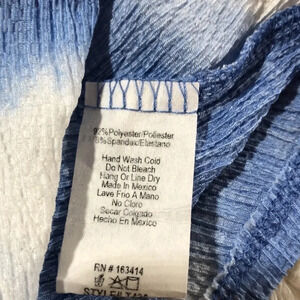 92%Polyester/Poliester
8%Spandex/Elastano
Hand Wash Cold
Do Not Bleach
Hang Or Line Dry
Made In Mexico
Lave Frio A Mano
No Cloro
Secar Colgado
Hecho En Mexico
RN # 163414